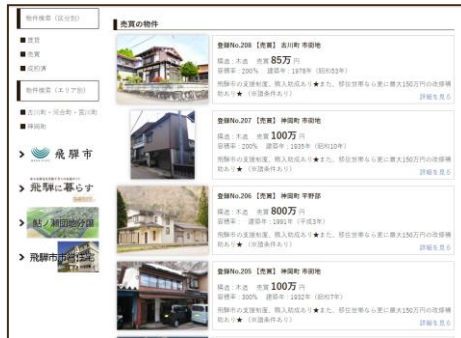 物件検索（区分別）
■ 賃貸
■ 売買
■ 成約済
物件検索（エリア別）
■ 古川町・河合町・宮川町
■ 神岡町
飛騨市
飛騨に暮らす
鮎ノ瀬団地分譲
飛騨市市営住宅
売買の物件
登録No.208 【売買】 古川町 市街地
構造：木造 売買 85万 円
容積率：200% 建築年：1978年（昭和53年）
飛騨市の支援制度、購入助成あり★また、移住世帯なら更に最大150万円の改修補
助あり★ （※諸条件あり）
詳細を見る
登録No.207 【売買】 神岡町 市街地
構造：木造 売買 100万 円
容積率：200% 建築年：1935年（昭和10年）
飛騨市の支援制度、購入助成あり★また、移住世帯なら更に最大150万円の改修補
助あり★ （※諸条件あり）
詳細を見る
登録No.206 【売買】 神岡町 平野部
構造：木造 売買 800万 円
容積率： 建築年：1991年（平成3年）
飛騨市の支援制度、購入助成あり★また、移住世帯なら更に最大150万円の改修補
助あり★ （※諸条件あり）
詳細を見る
登録No.205 【売買】 神岡町 市街地
構造：木造 売買 100万 円
容積率：300% 建築年：1932年（昭和7年）
飛騨市の支援制度、購入助成あり★また、移住世帯なら更に最大150万円の改修補
助あり★ （※諸条件あり）
詳細を見る